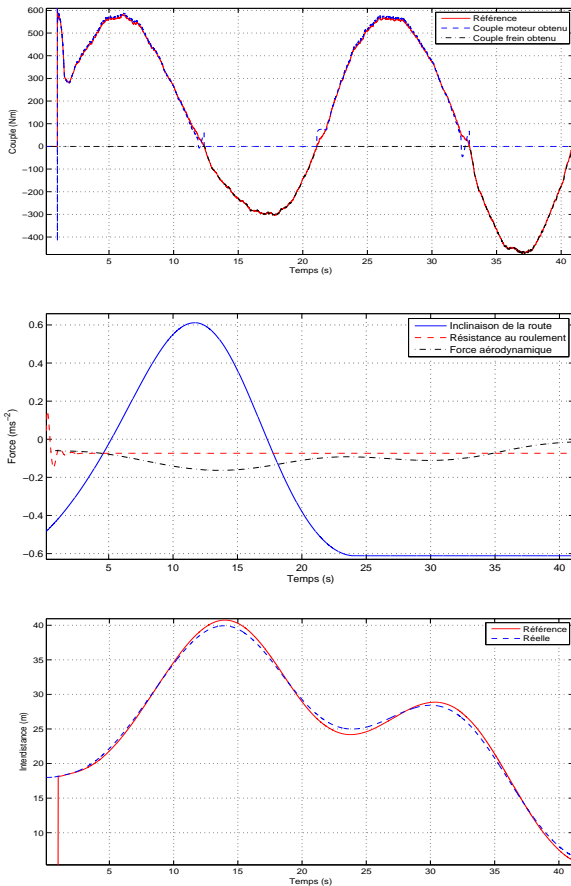 600
500
400
300
200
100
0
−100
−200
−300
−400
Couple (Nm)
Référence
Couple moteur obtenu
Couple frein obtenu
5 10 15 20 25 30 35 40
Temps (s)
0.6
0.4
0.2
0
−0.2
−0.4
−0.6
Force (ms⁻²)
Inclinaison de la route
Résistance au roulement
Force aérodynamique
5 10 15 20 25 30 35 40
Temps (s)
40
35
30
25
20
15
10
Interdistance (m)
Référence
Réelle
5 10 15 20 25 30 35 40
Temps (s)